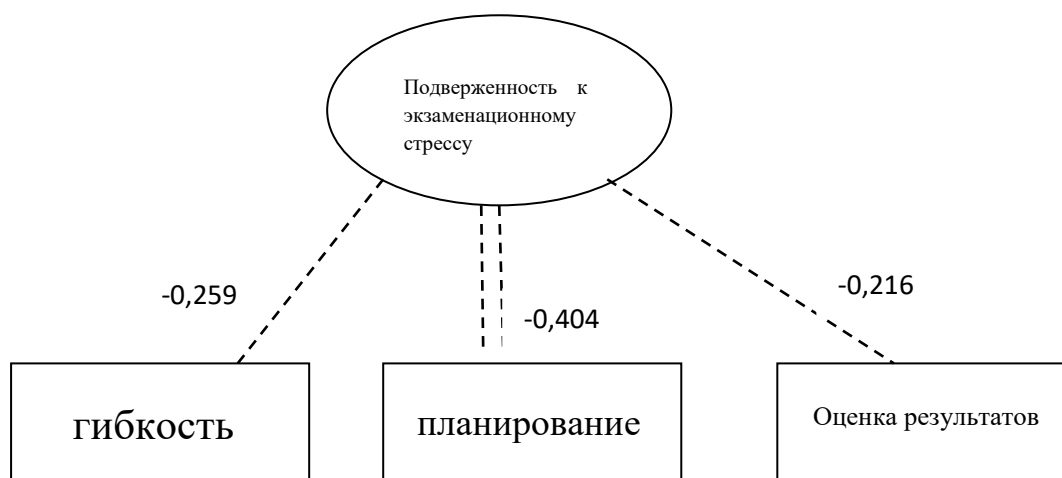 Подверженность к
экзаменационному
стрессу
-0,259
-0,404
-0,216
гибкость
планирование
Оценка результатов